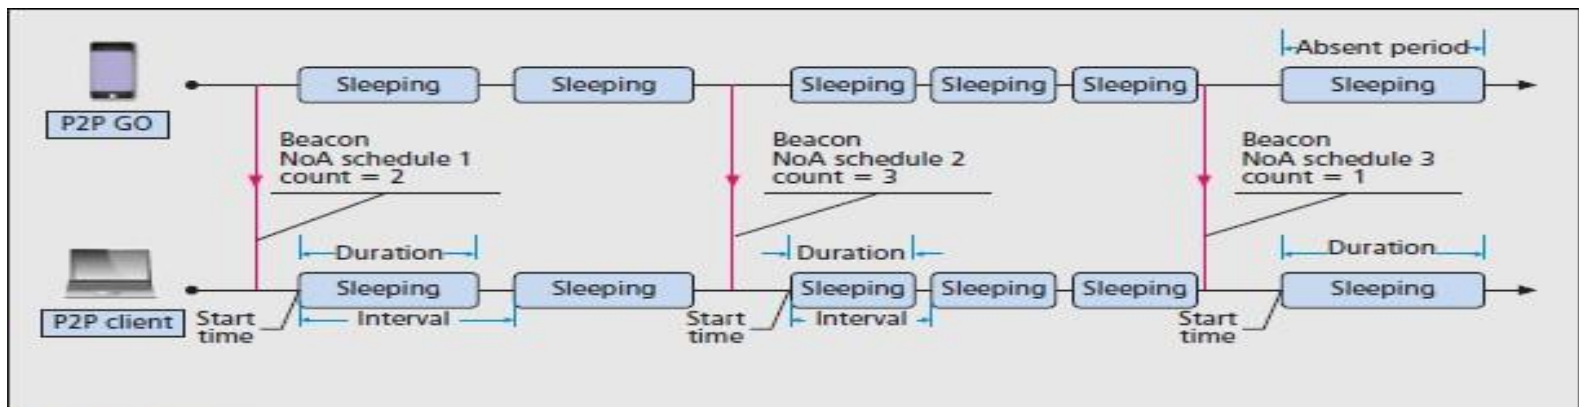 Absent period
Sleeping Sleeping Sleeping Sleeping Sleeping Sleeping
P2P GO
Beacon
NoA schedule 1
count = 2
Beacon
NoA schedule 2
count = 3
Beacon
NoA schedule 3
count = 1
Duration Duration Duration
Sleeping Sleeping Sleeping Sleeping Sleeping Sleeping
P2P client
Start
time
Interval
Start
time
Interval
Start
time